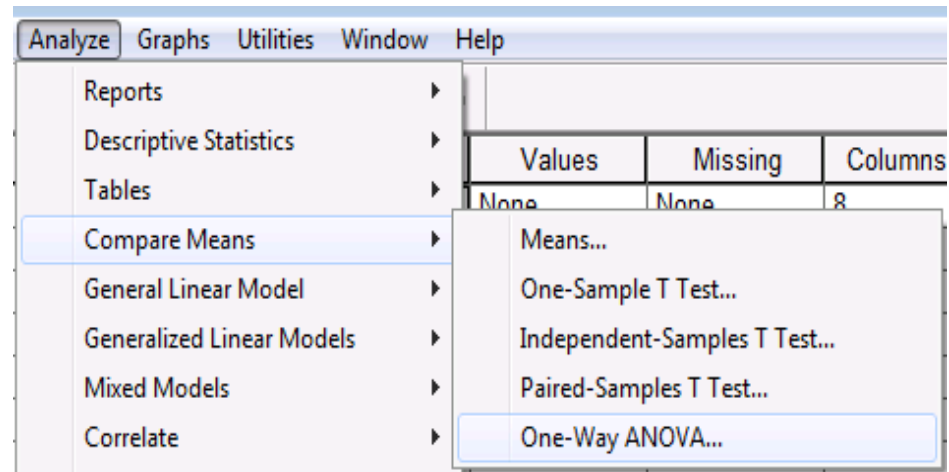 Analyze Graphs Utilities Window Help
Reports
Descriptive Statistics
Values Missing Columns
Tables
None None 8
Compare Means
Means...
General Linear Model
One-Sample T Test...
Generalized Linear Models
Independent-Samples T Test...
Mixed Models
Paired-Samples T Test...
Correlate
One-Way ANOVA...